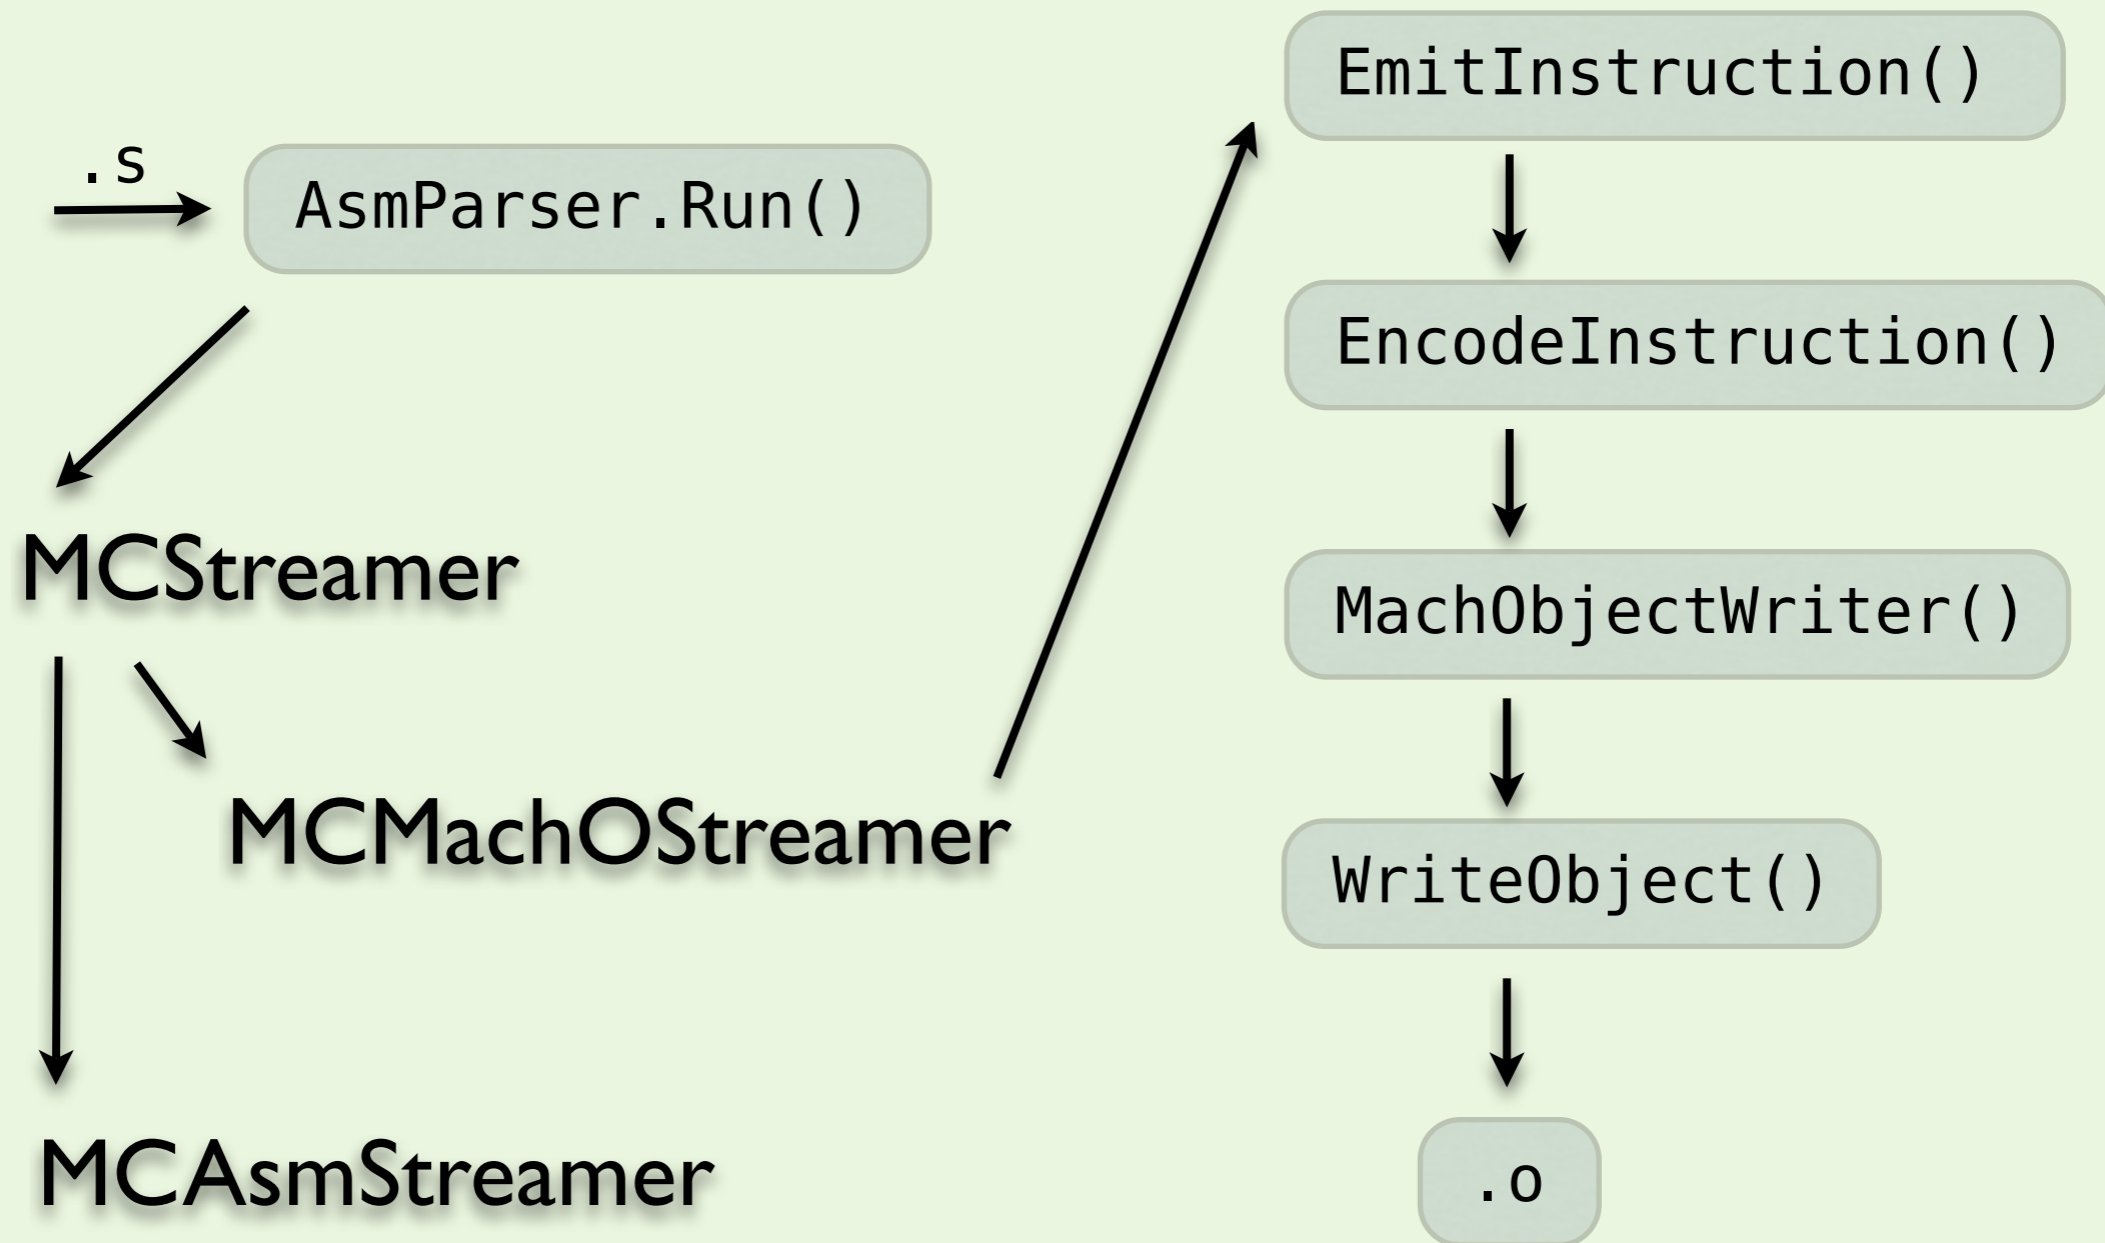 .s
AsmParser.Run()
MCStreamer
MCMachOStreamer
MCAsmStreamer
EmitInstruction()
EncodeInstruction()
MachObjectWriter()
WriteObject()
.o